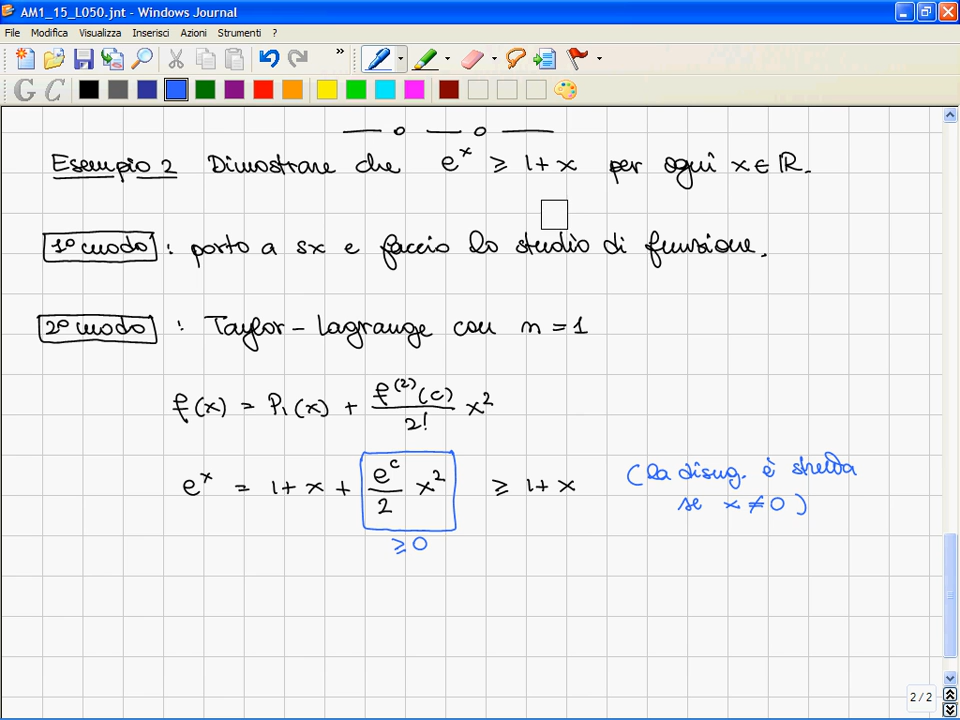 AM1_15_L050.jnt - Windows Journal
File Modifica Visualizza Inserisci Azioni Strumenti ?
»
G C
Esempio 2 Dimostrare che e^x ≥ 1 + x per ogni x ∈ ℝ.
1º modo : porto a sx e faccio lo studio di funzione.
2º modo : Taylor - Lagrange con n = 1
f(x) = P₁(x) + f^(2)(c)/2! x²
e^x = 1 + x + e^c/2 x² ≥ 1 + x (la disug. è stretta
se x ≠ 0)
≥ 0
2 / 2